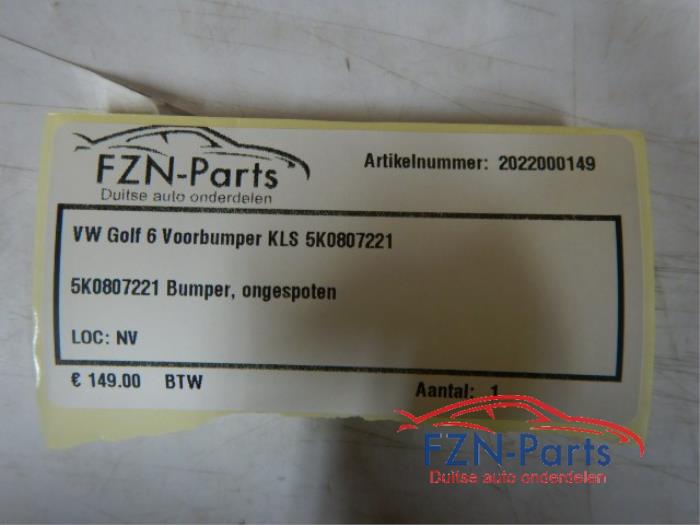 FZN-Parts
Duitse auto onderdelen
Artikelnummer: 2022000149
VW Golf 6 Voorbumper KLS 5K0807221
5K0807221 Bumper, ongespoten
LOC: NV
€ 149.00 BTW
Aantal: 1
FZN-Parts
Duitse auto onderdelen